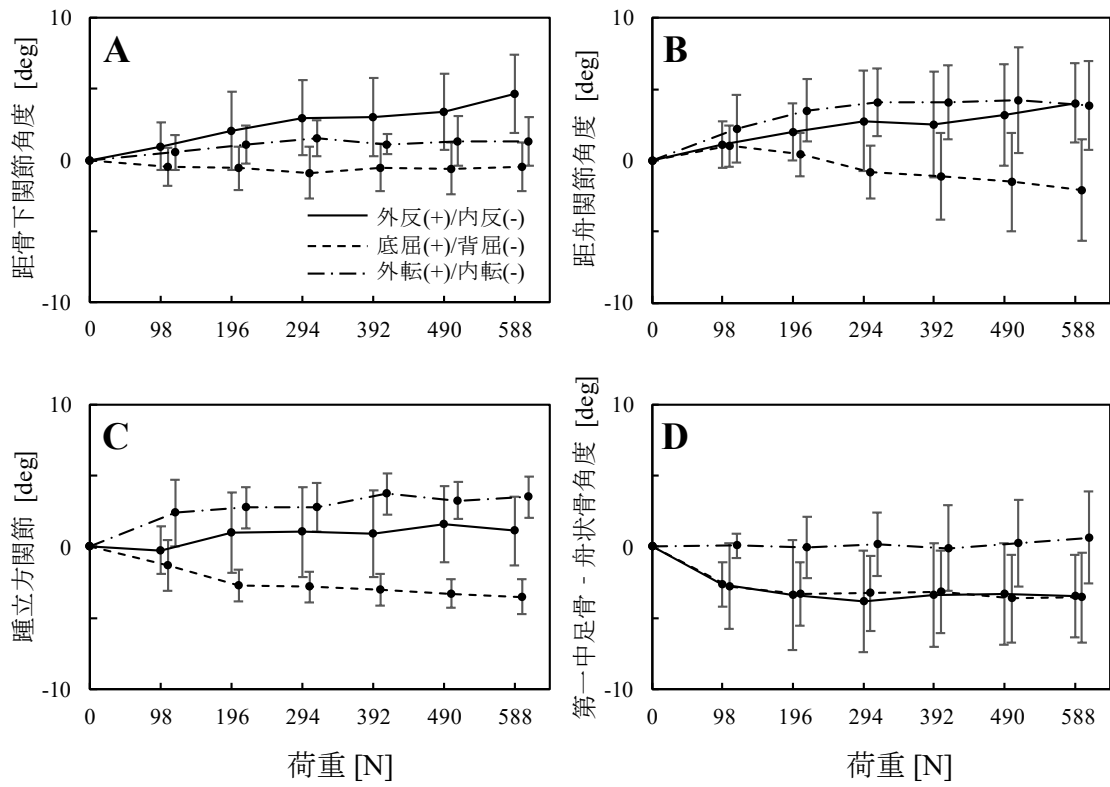 距骨下関節角度 [deg]
10
0
-10
A
外反(+)/内反(-)
底屈(+)/背屈(-)
外転(+)/内転(-)
0 98 196 294 392 490 588
距舟関節角度 [deg]
10
0
-10
B
0 98 196 294 392 490 588
踵立方関節 [deg]
10
0
-10
C
0 98 196 294 392 490 588
荷重 [N]
第一中足骨 - 舟状骨角度 [deg]
10
0
-10
D
0 98 196 294 392 490 588
荷重 [N]